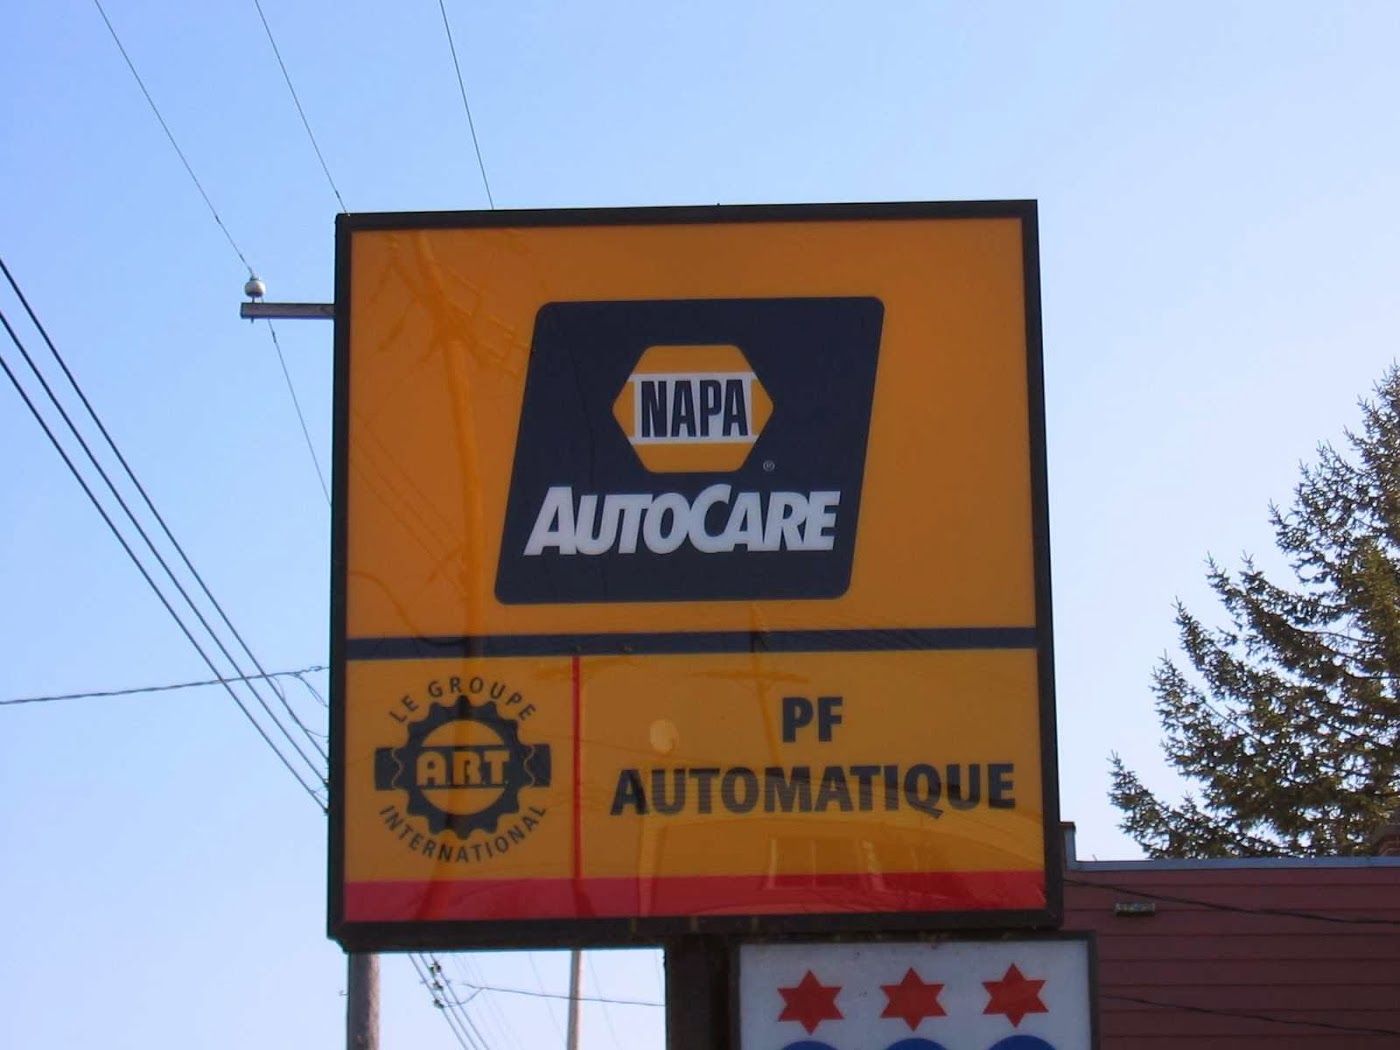 NAPA
®
AUTOCARE
LE GROUPE
ART
INTERNATIONAL
PF
AUTOMATIQUE